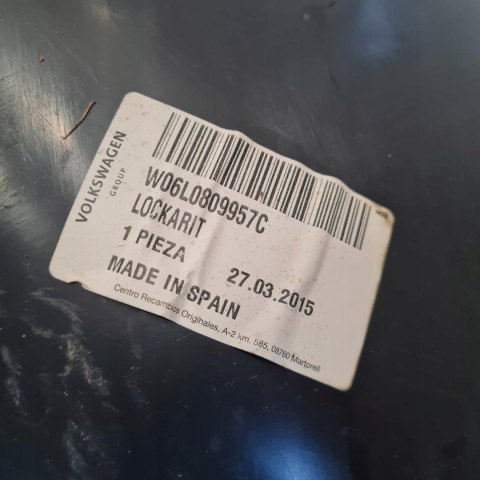 VOLKSWAGEN
GROUP
W06L0809957C
LOCKARIT
1 PIEZA
27.03.2015
MADE IN SPAIN
Centro Recambios Originales, A-2 km. 585, 08760 Martorell